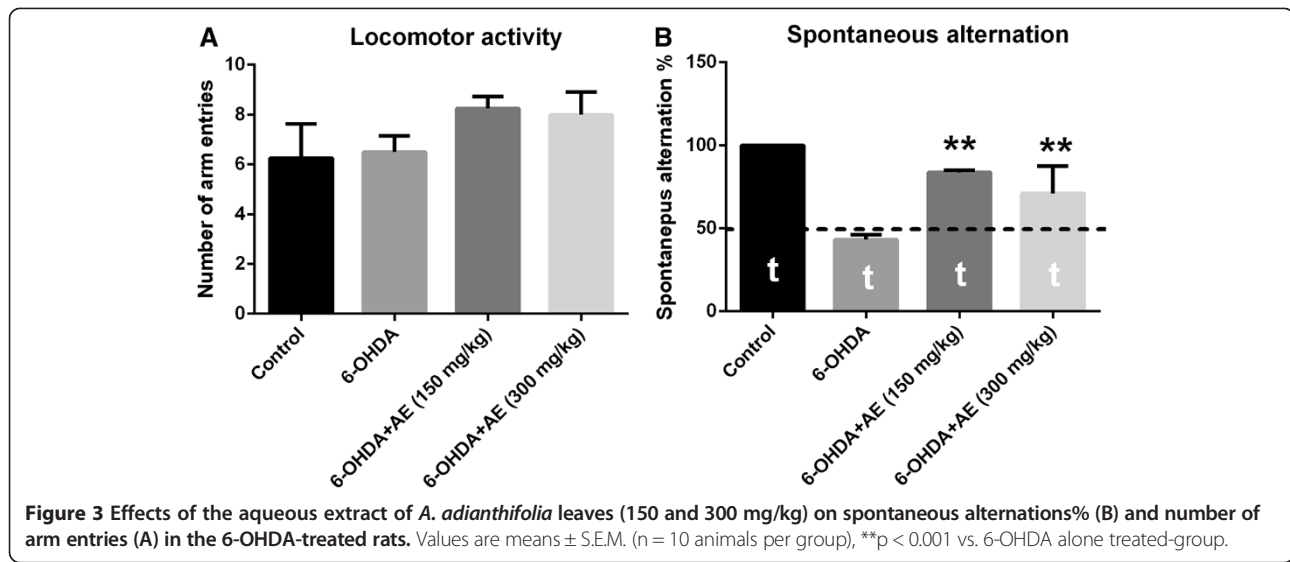 A
Locomotor activity
Number of arm entries
10
8
6
4
2
0
Control
6-OHDA
6-OHDA+AE (150 mg/kg)
6-OHDA+AE (300 mg/kg)
B
Spontaneous alternation
Spontanepus alternation %
150
100
50
0
**
**
t
t
t
t
Control
6-OHDA
6-OHDA+AE (150 mg/kg)
6-OHDA+AE (300 mg/kg)
Figure 3 Effects of the aqueous extract of A. adianthifolia leaves (150 and 300 mg/kg) on spontaneous alternations% (B) and number of
arm entries (A) in the 6-OHDA-treated rats. Values are means ± S.E.M. (n = 10 animals per group), **p < 0.001 vs. 6-OHDA alone treated-group.